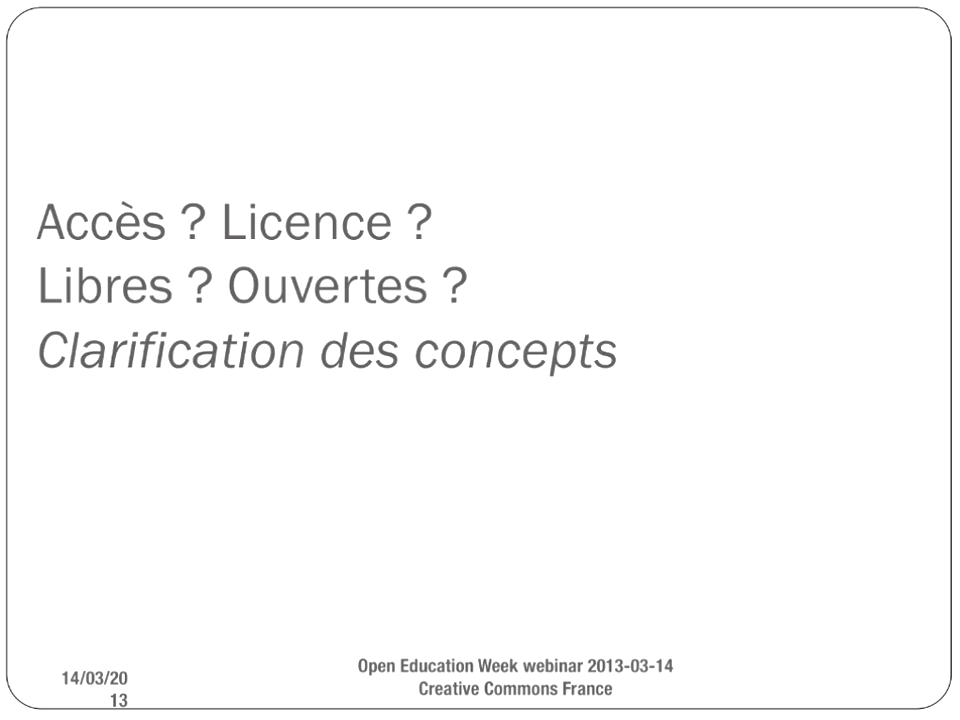 Accès ? Licence ?
Libres ? Ouvertes ?
Clarification des concepts
14/03/20
13
Open Education Week webinar 2013-03-14
Creative Commons France